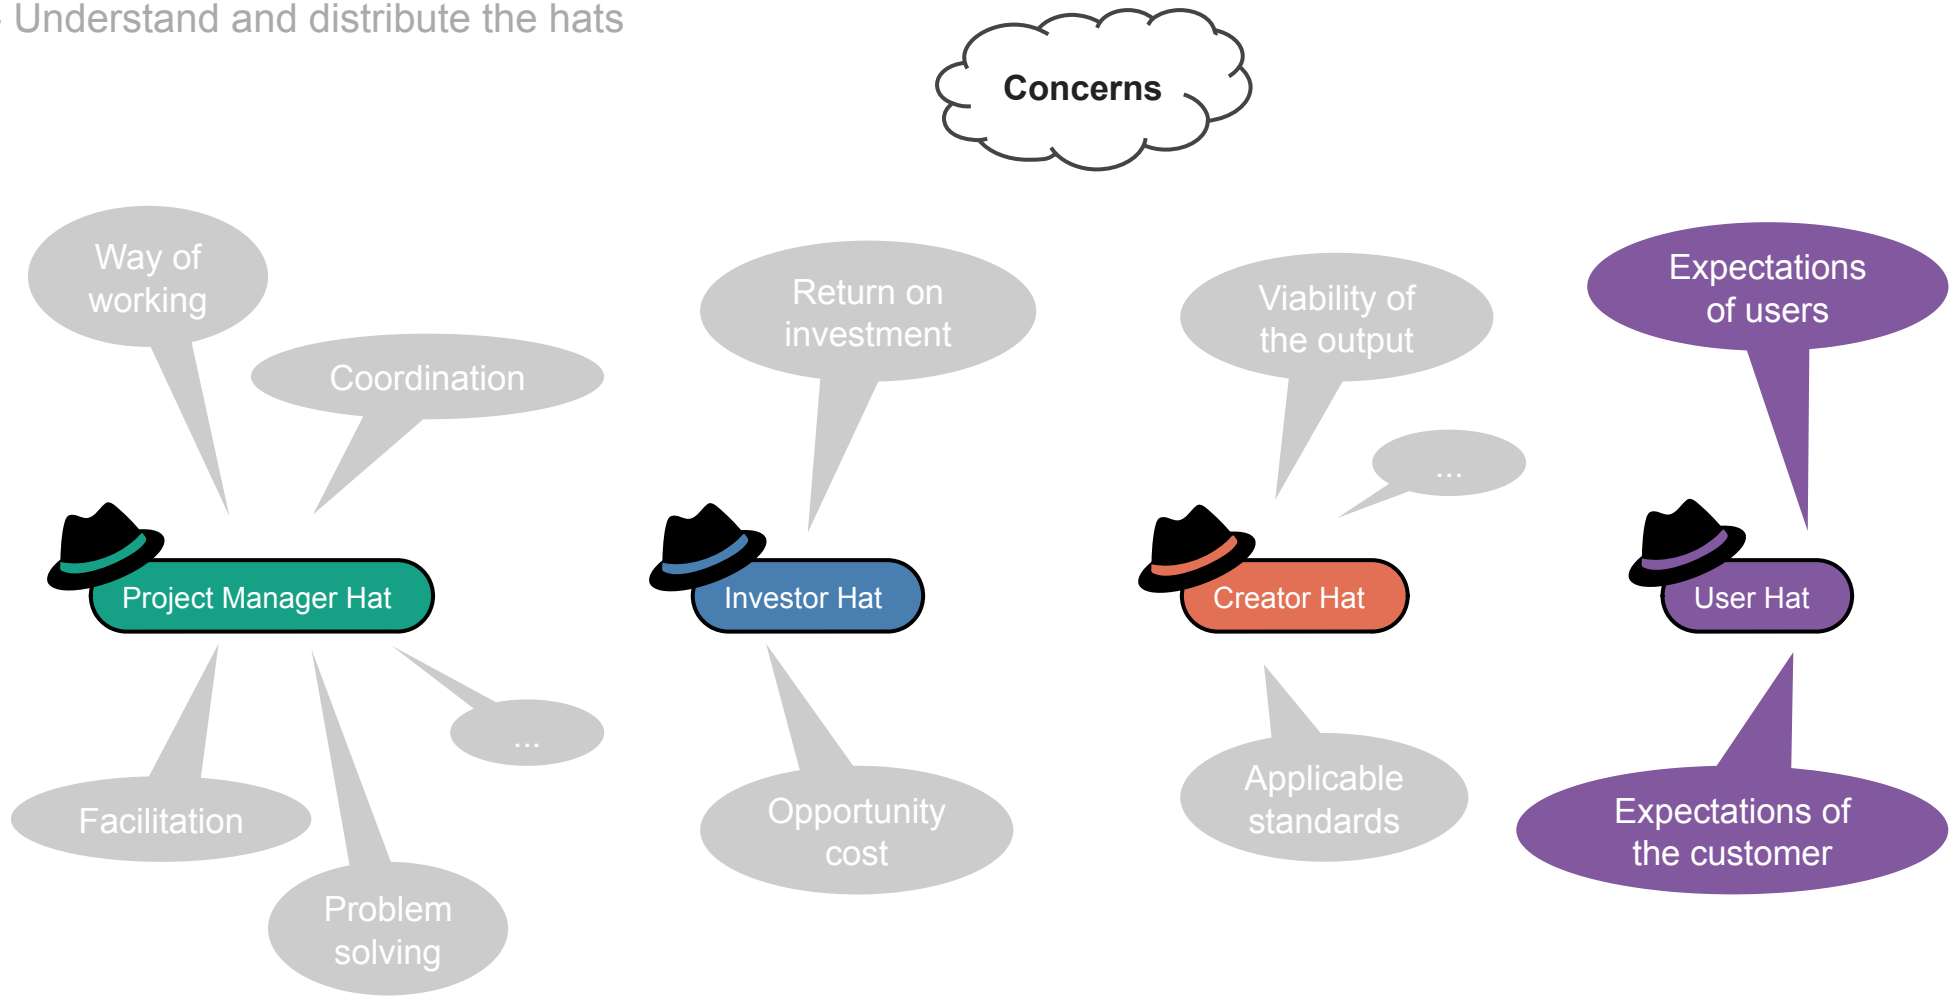 - Understand and distribute the hats
Concerns
Way of
working
Coordination
Return on
investment
Viability of
the output
...
Expectations
of users
Project Manager Hat
Investor Hat
Creator Hat
User Hat
...
Facilitation
Problem
solving
Opportunity
cost
Applicable
standards
Expectations of
the customer